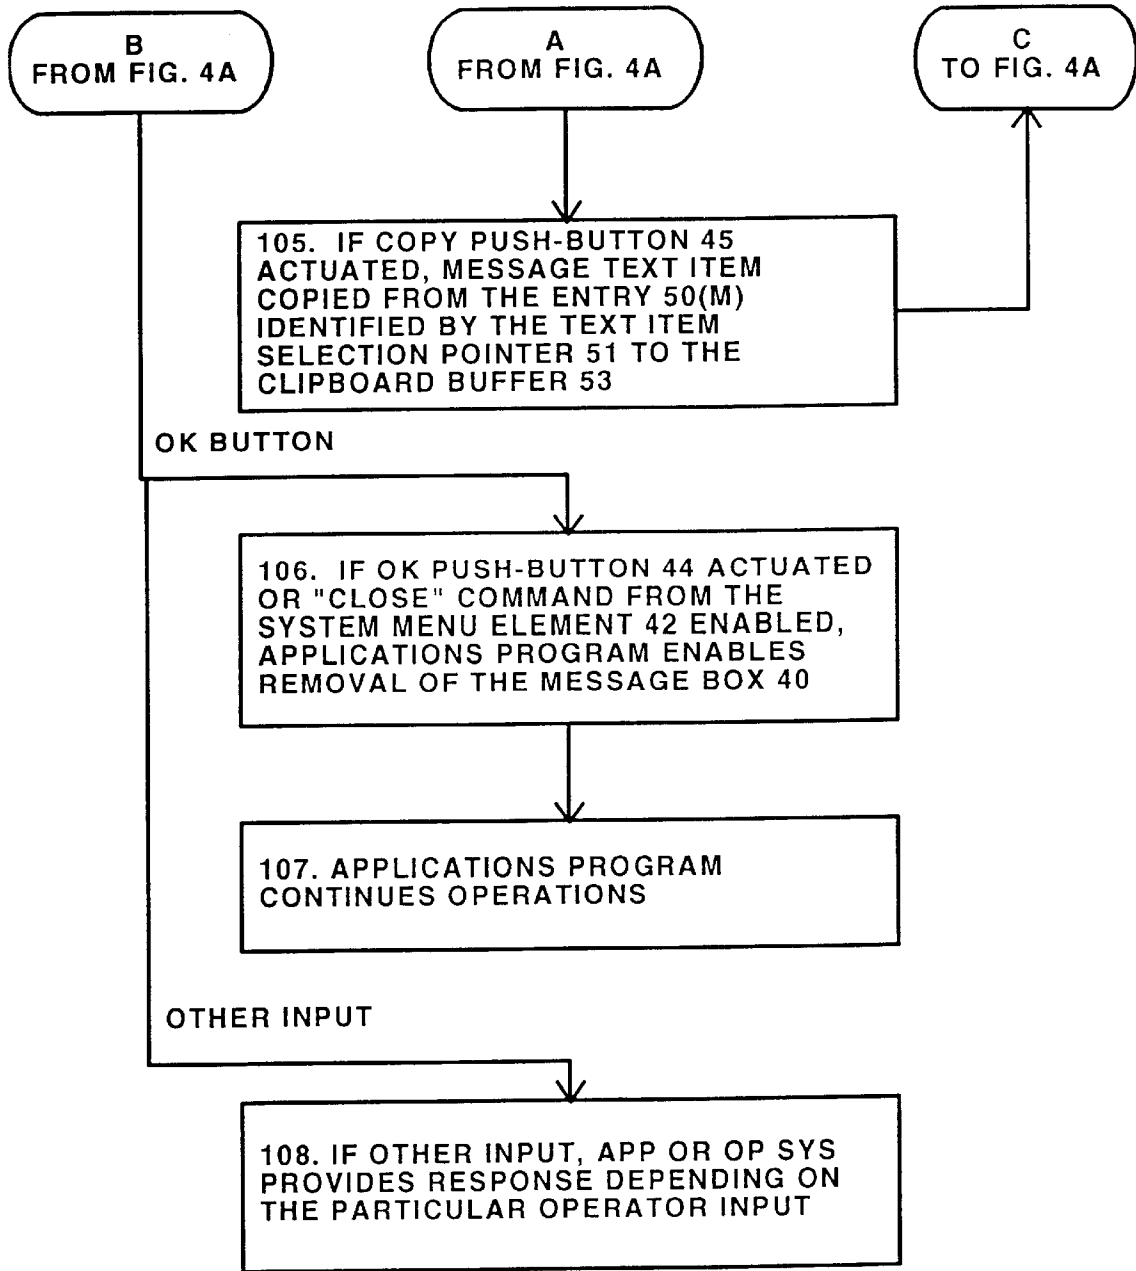 B
FROM FIG. 4A
A
FROM FIG. 4A
C
TO FIG. 4A
105. IF COPY PUSH-BUTTON 45
ACTUATED, MESSAGE TEXT ITEM
COPIED FROM THE ENTRY 50(M)
IDENTIFIED BY THE TEXT ITEM
SELECTION POINTER 51 TO THE
CLIPBOARD BUFFER 53
OK BUTTON
106. IF OK PUSH-BUTTON 44 ACTUATED
OR "CLOSE" COMMAND FROM THE
SYSTEM MENU ELEMENT 42 ENABLED,
APPLICATIONS PROGRAM ENABLES
REMOVAL OF THE MESSAGE BOX 40
107. APPLICATIONS PROGRAM
CONTINUES OPERATIONS
OTHER INPUT
108. IF OTHER INPUT, APP OR OP SYS
PROVIDES RESPONSE DEPENDING ON
THE PARTICULAR OPERATOR INPUT